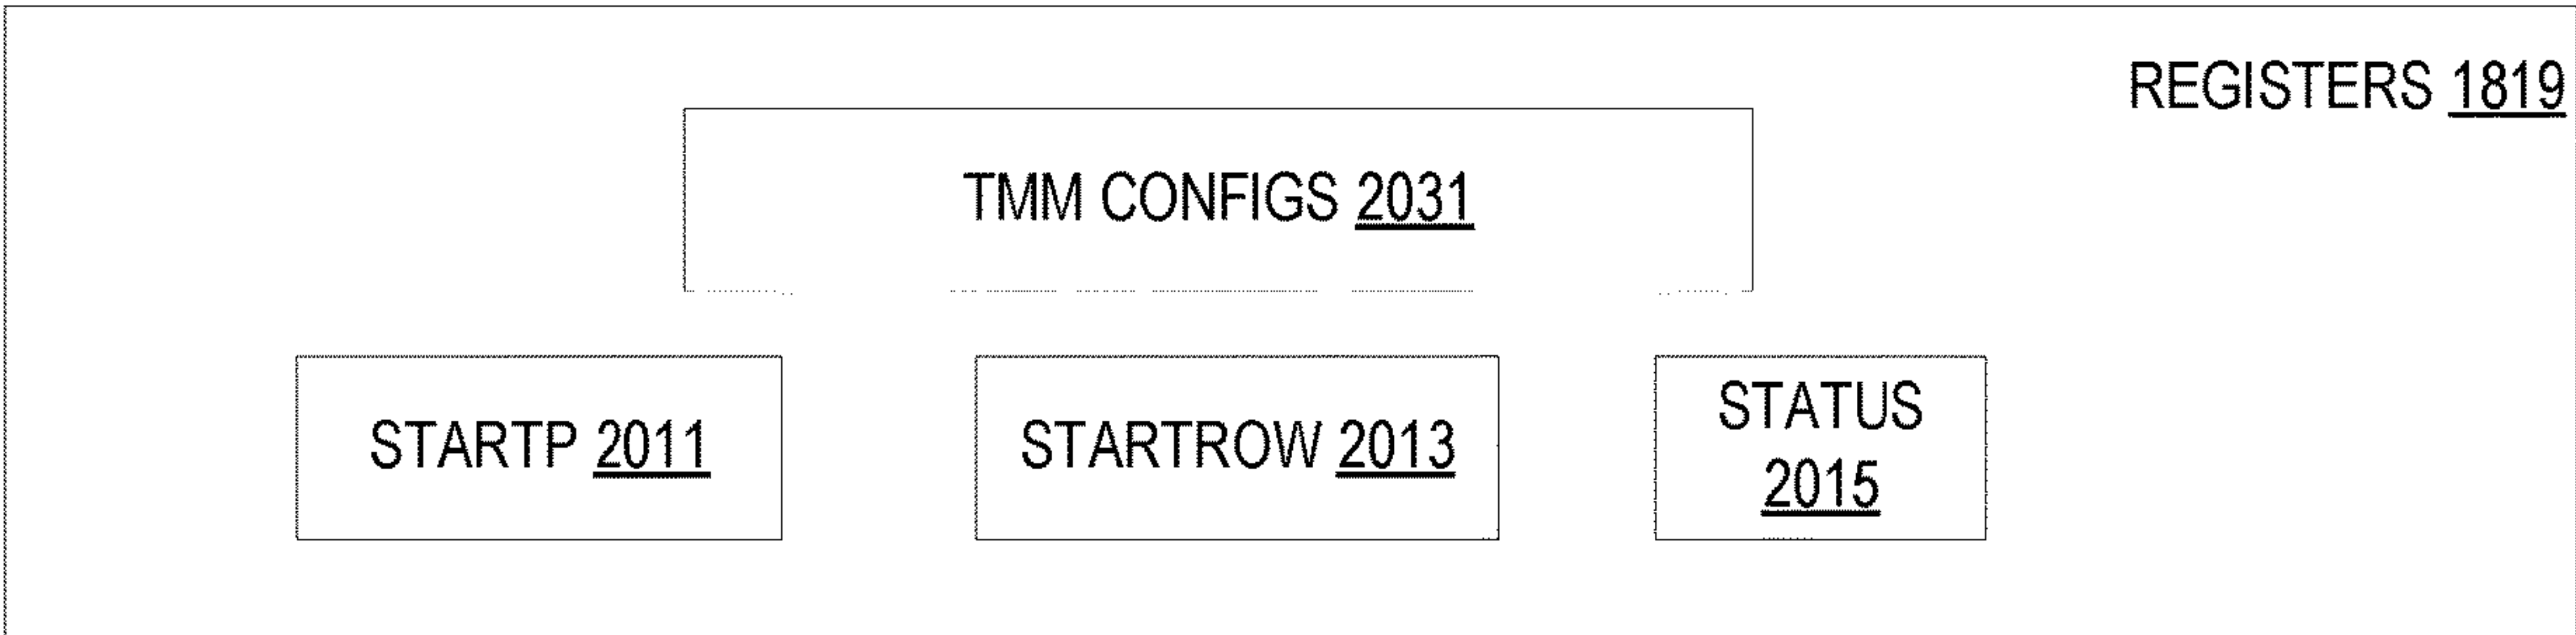 REGISTERS 1819
TMM CONFIGS 2031
STARTP 2011
STARTROW 2013
STATUS
2015